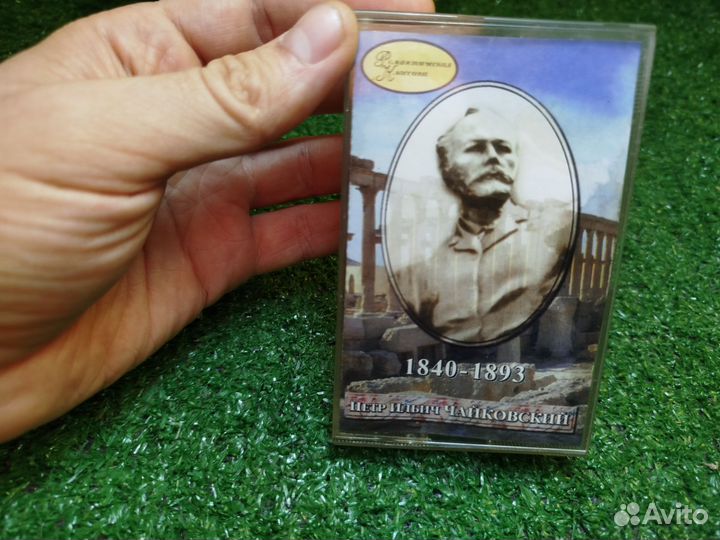 1840-1893
Петр Ильич Чайковский
Avito